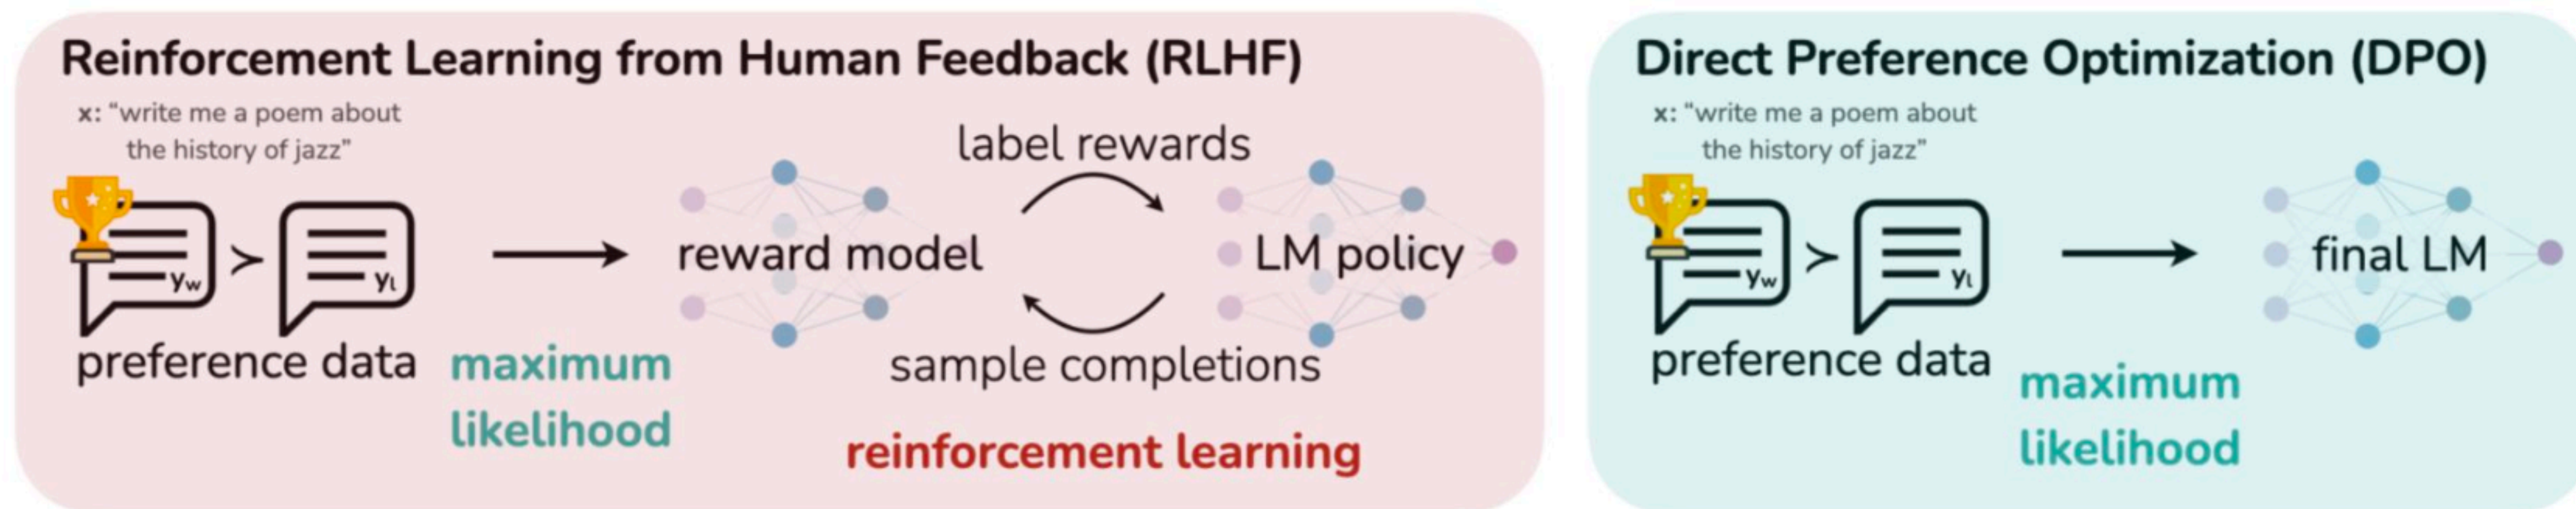 Reinforcement Learning from Human Feedback (RLHF)
x: “write me a poem about
the history of jazz”
label rewards
yw
≻
yl
reward model
LM policy
preference data
maximum
likelihood
sample completions
reinforcement learning
Direct Preference Optimization (DPO)
x: “write me a poem about
the history of jazz”
yw
≻
yl
final LM
preference data
maximum
likelihood